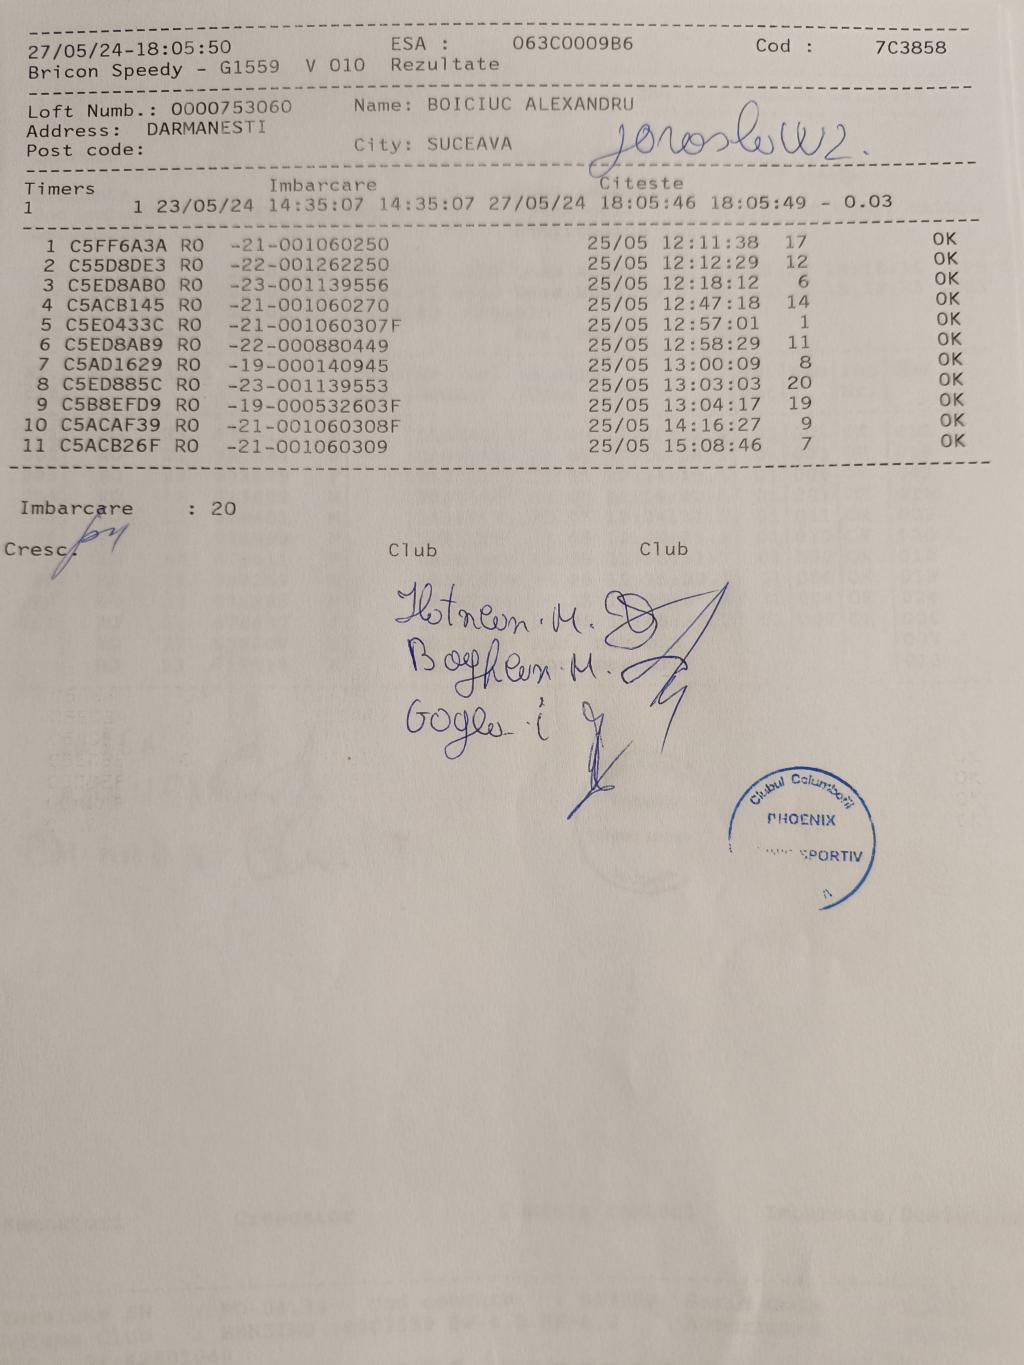 27/05/24-18:05:50 ESA : 063C0009B6 Cod : 7C3858
Bricon Speedy - G1559 V 010 Rezultate
Loft Numb.: 0000753060 Name: BOICIUC ALEXANDRU
Address: DARMANESTI
Post code: City: SUCEAVA
Jaroslaw 2.
Timers Imbarcare Citeste
1 1 23/05/24 14:35:07 14:35:07 27/05/24 18:05:46 18:05:49 - 0.03
1 C5FF6A3A RO -21-001060250 25/05 12:11:38 17 OK
2 C55D8DE3 RO -22-001262250 25/05 12:12:29 12 OK
3 C5ED8AB0 RO -23-001139556 25/05 12:18:12 6 OK
4 C5ACB145 RO -21-001060270 25/05 12:47:18 14 OK
5 C5E0433C RO -21-001060307F 25/05 12:57:01 1 OK
6 C5ED8AB9 RO -22-000880449 25/05 12:58:29 11 OK
7 C5AD1629 RO -19-000140945 25/05 13:00:09 8 OK
8 C5ED885C RO -23-001139553 25/05 13:03:03 20 OK
9 C5B8EFD9 RO -19-000532603F 25/05 13:04:17 19 OK
10 C5ACAF39 RO -21-001060308F 25/05 14:16:27 9 OK
11 C5ACB26F RO -21-001060309 25/05 15:08:46 7 OK
Imbarcare : 20
Cresc. Club Club
M.
Boghean M.
Gogla i
Clubul Columbofil
PHOENIX
SPORTIV